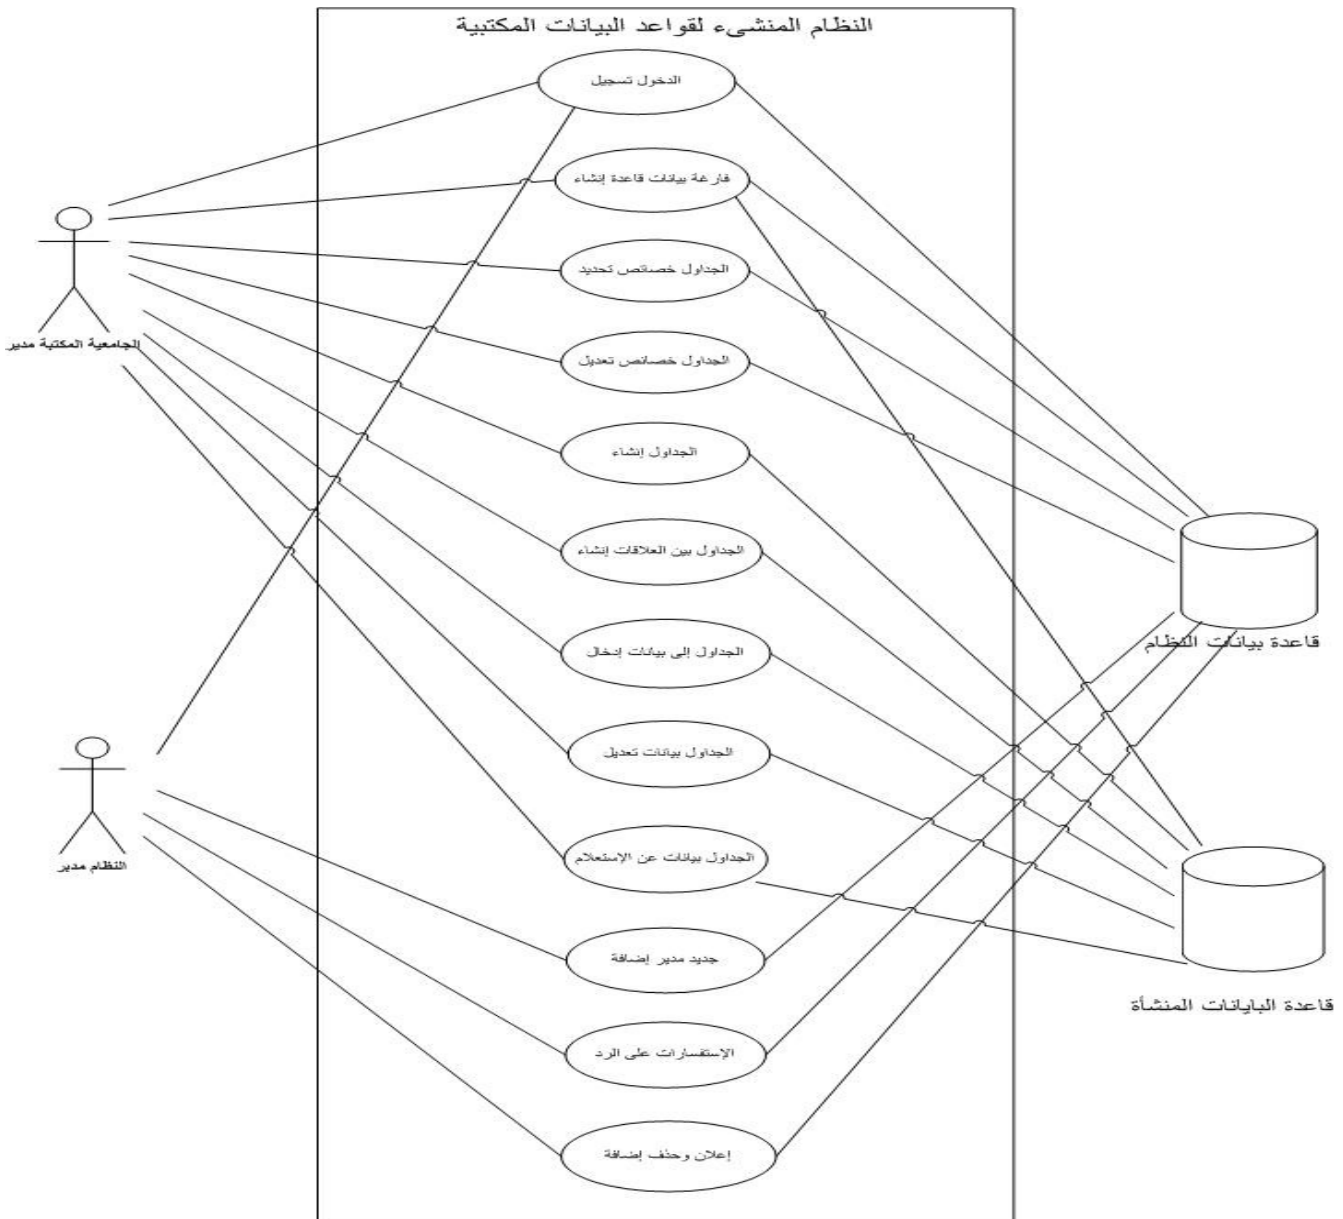 النظام المنشىء لقواعد البيانات المكتبية
الدخول تسجيل
فارغة بيانات قاعدة إنشاء
الجداول خصائص تحديد
الجداول خصائص تعديل
الجداول إنشاء
الجداول بين العلاقات إنشاء
الجداول إلى بيانات إدخال
الجداول بيانات تعديل
الجداول بيانات عن الإستعلام
جديد مدير إضافة
الإستفسارات على الرد
إعلان وحذف إضافة
الجامعية المكتبة مدير
النظام مدير
قاعدة بيانات النظام
قاعدة البايانات المنشأة